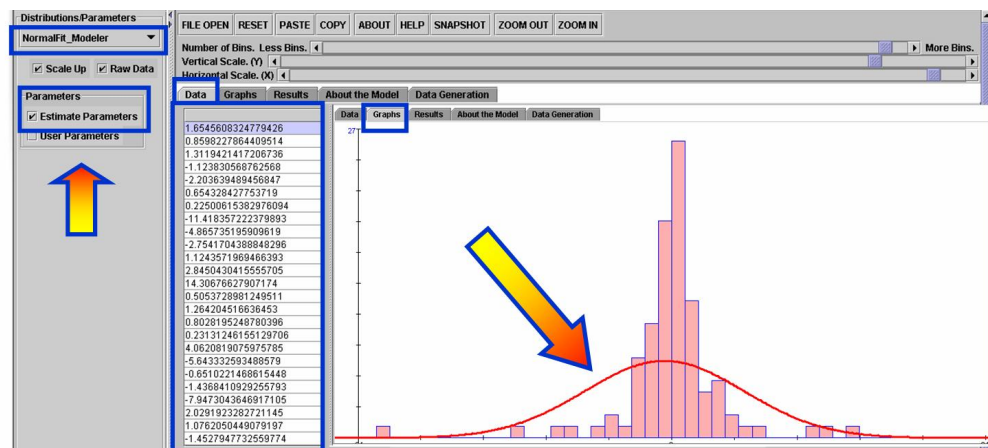 Distributions/Parameters
NormalFit_Modeler
Scale Up Raw Data
Parameters
Estimate Parameters
User Parameters
FILE OPEN RESET PASTE COPY ABOUT HELP SNAPSHOT ZOOM OUT ZOOM IN
Number of Bins. Less Bins. More Bins.
Vertical Scale. (Y)
Horizontal Scale. (X)
Data Graphs Results About the Model Data Generation
1.6545608324779426
0.8598227864409514
1.3119421417206736
-1.123830568762568
-2.203639489456847
0.654328427753719
0.22500615382976094
-11.418357222379893
-4.865735195909619
-2.7541704388848296
1.1243571969466393
2.8450430415555705
14.30676627907174
0.5053728981249511
1.264204516636453
0.8028195248780396
0.23131246155129706
4.0620819075975785
-5.643332593488579
-0.6510221468615448
-1.4368410929255793
-7.9473043646917105
2.0291923282721145
1.0762050449079197
-1.4527947732559774
Data Graphs Results About the Model Data Generation
27